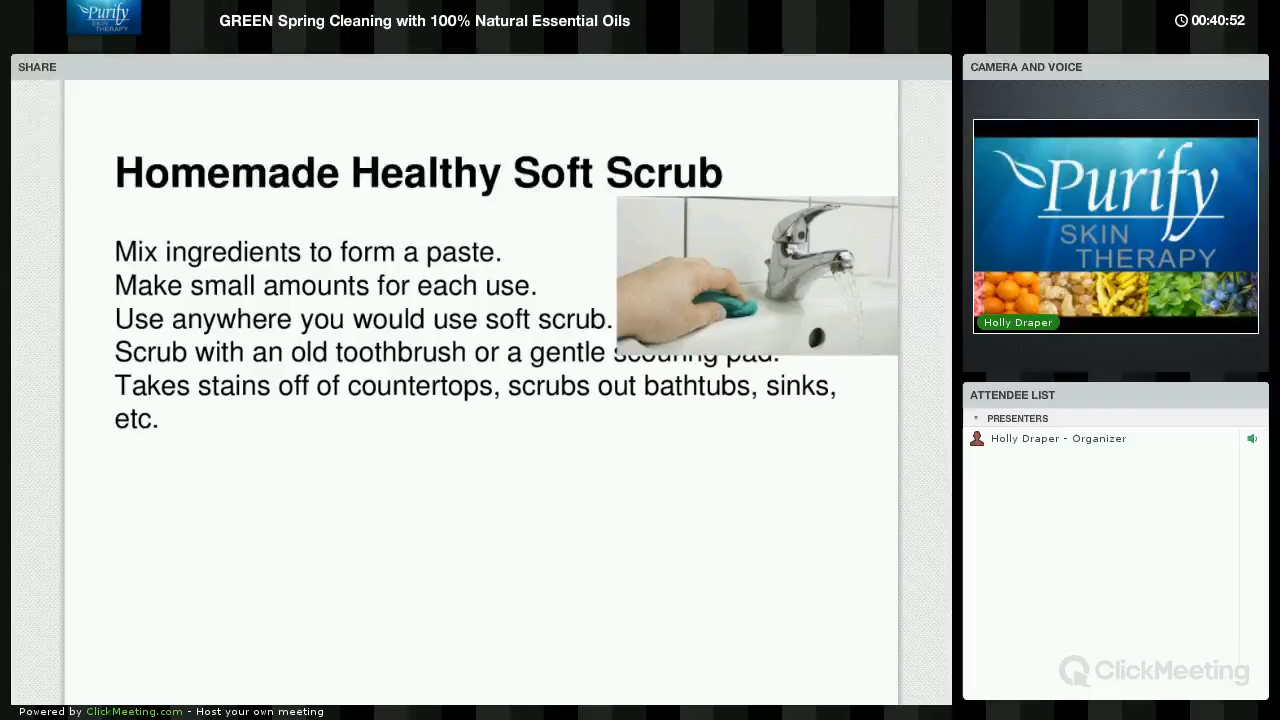 Purify
SKIN
THERAPY
GREEN Spring Cleaning with 100% Natural Essential Oils
00:40:52
SHARE
Homemade Healthy Soft Scrub
Mix ingredients to form a paste.
Make small amounts for each use.
Use anywhere you would use soft scrub.
Scrub with an old toothbrush or a gentle scouring pad.
Takes stains off of countertops, scrubs out bathtubs, sinks,
etc.
CAMERA AND VOICE
Purify
SKIN
THERAPY
Holly Draper
ATTENDEE LIST
PRESENTERS
Holly Draper - Organizer
ClickMeeting
Powered by ClickMeeting.com - Host your own meeting